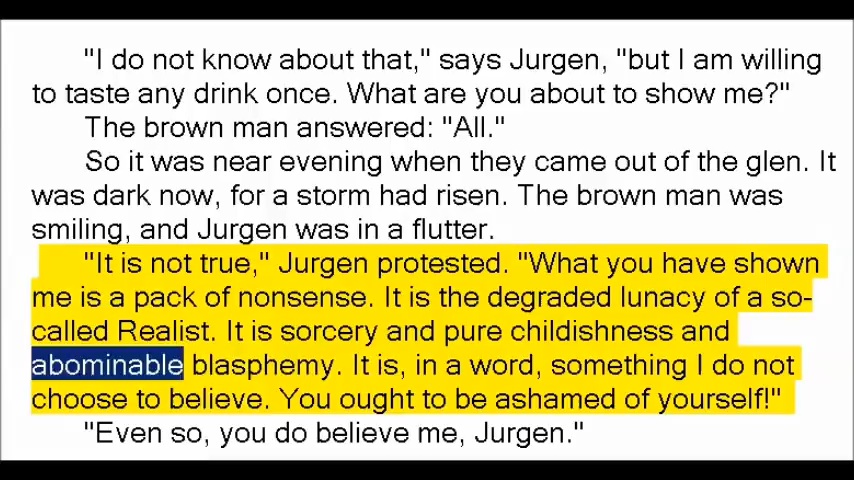 "I do not know about that," says Jurgen, "but I am willing
to taste any drink once. What are you about to show me?"
The brown man answered: "All."
So it was near evening when they came out of the glen. It
was dark now, for a storm had risen. The brown man was
smiling, and Jurgen was in a flutter.
"It is not true," Jurgen protested. "What you have shown
me is a pack of nonsense. It is the degraded lunacy of a so-
called Realist. It is sorcery and pure childishness and
abominable blasphemy. It is, in a word, something I do not
choose to believe. You ought to be ashamed of yourself!"
"Even so, you do believe me, Jurgen."